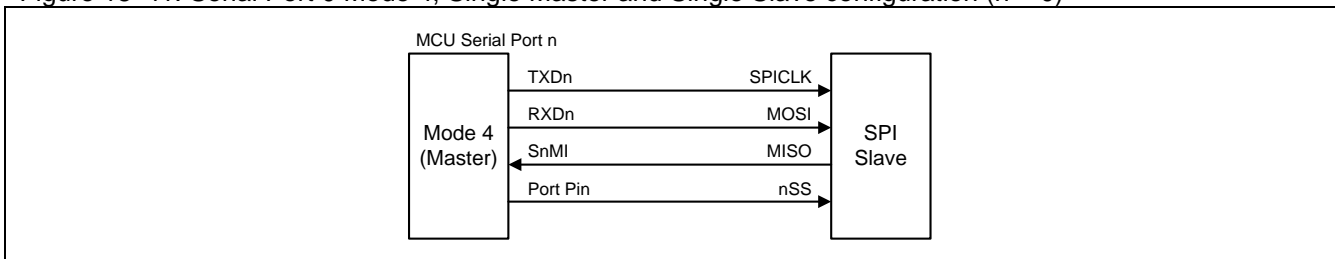 MCU Serial Port n
TXDn SPICLK
RXDn MOSI
Mode 4
(Master)
SPI
Slave
SnMI MISO
Port Pin nSS